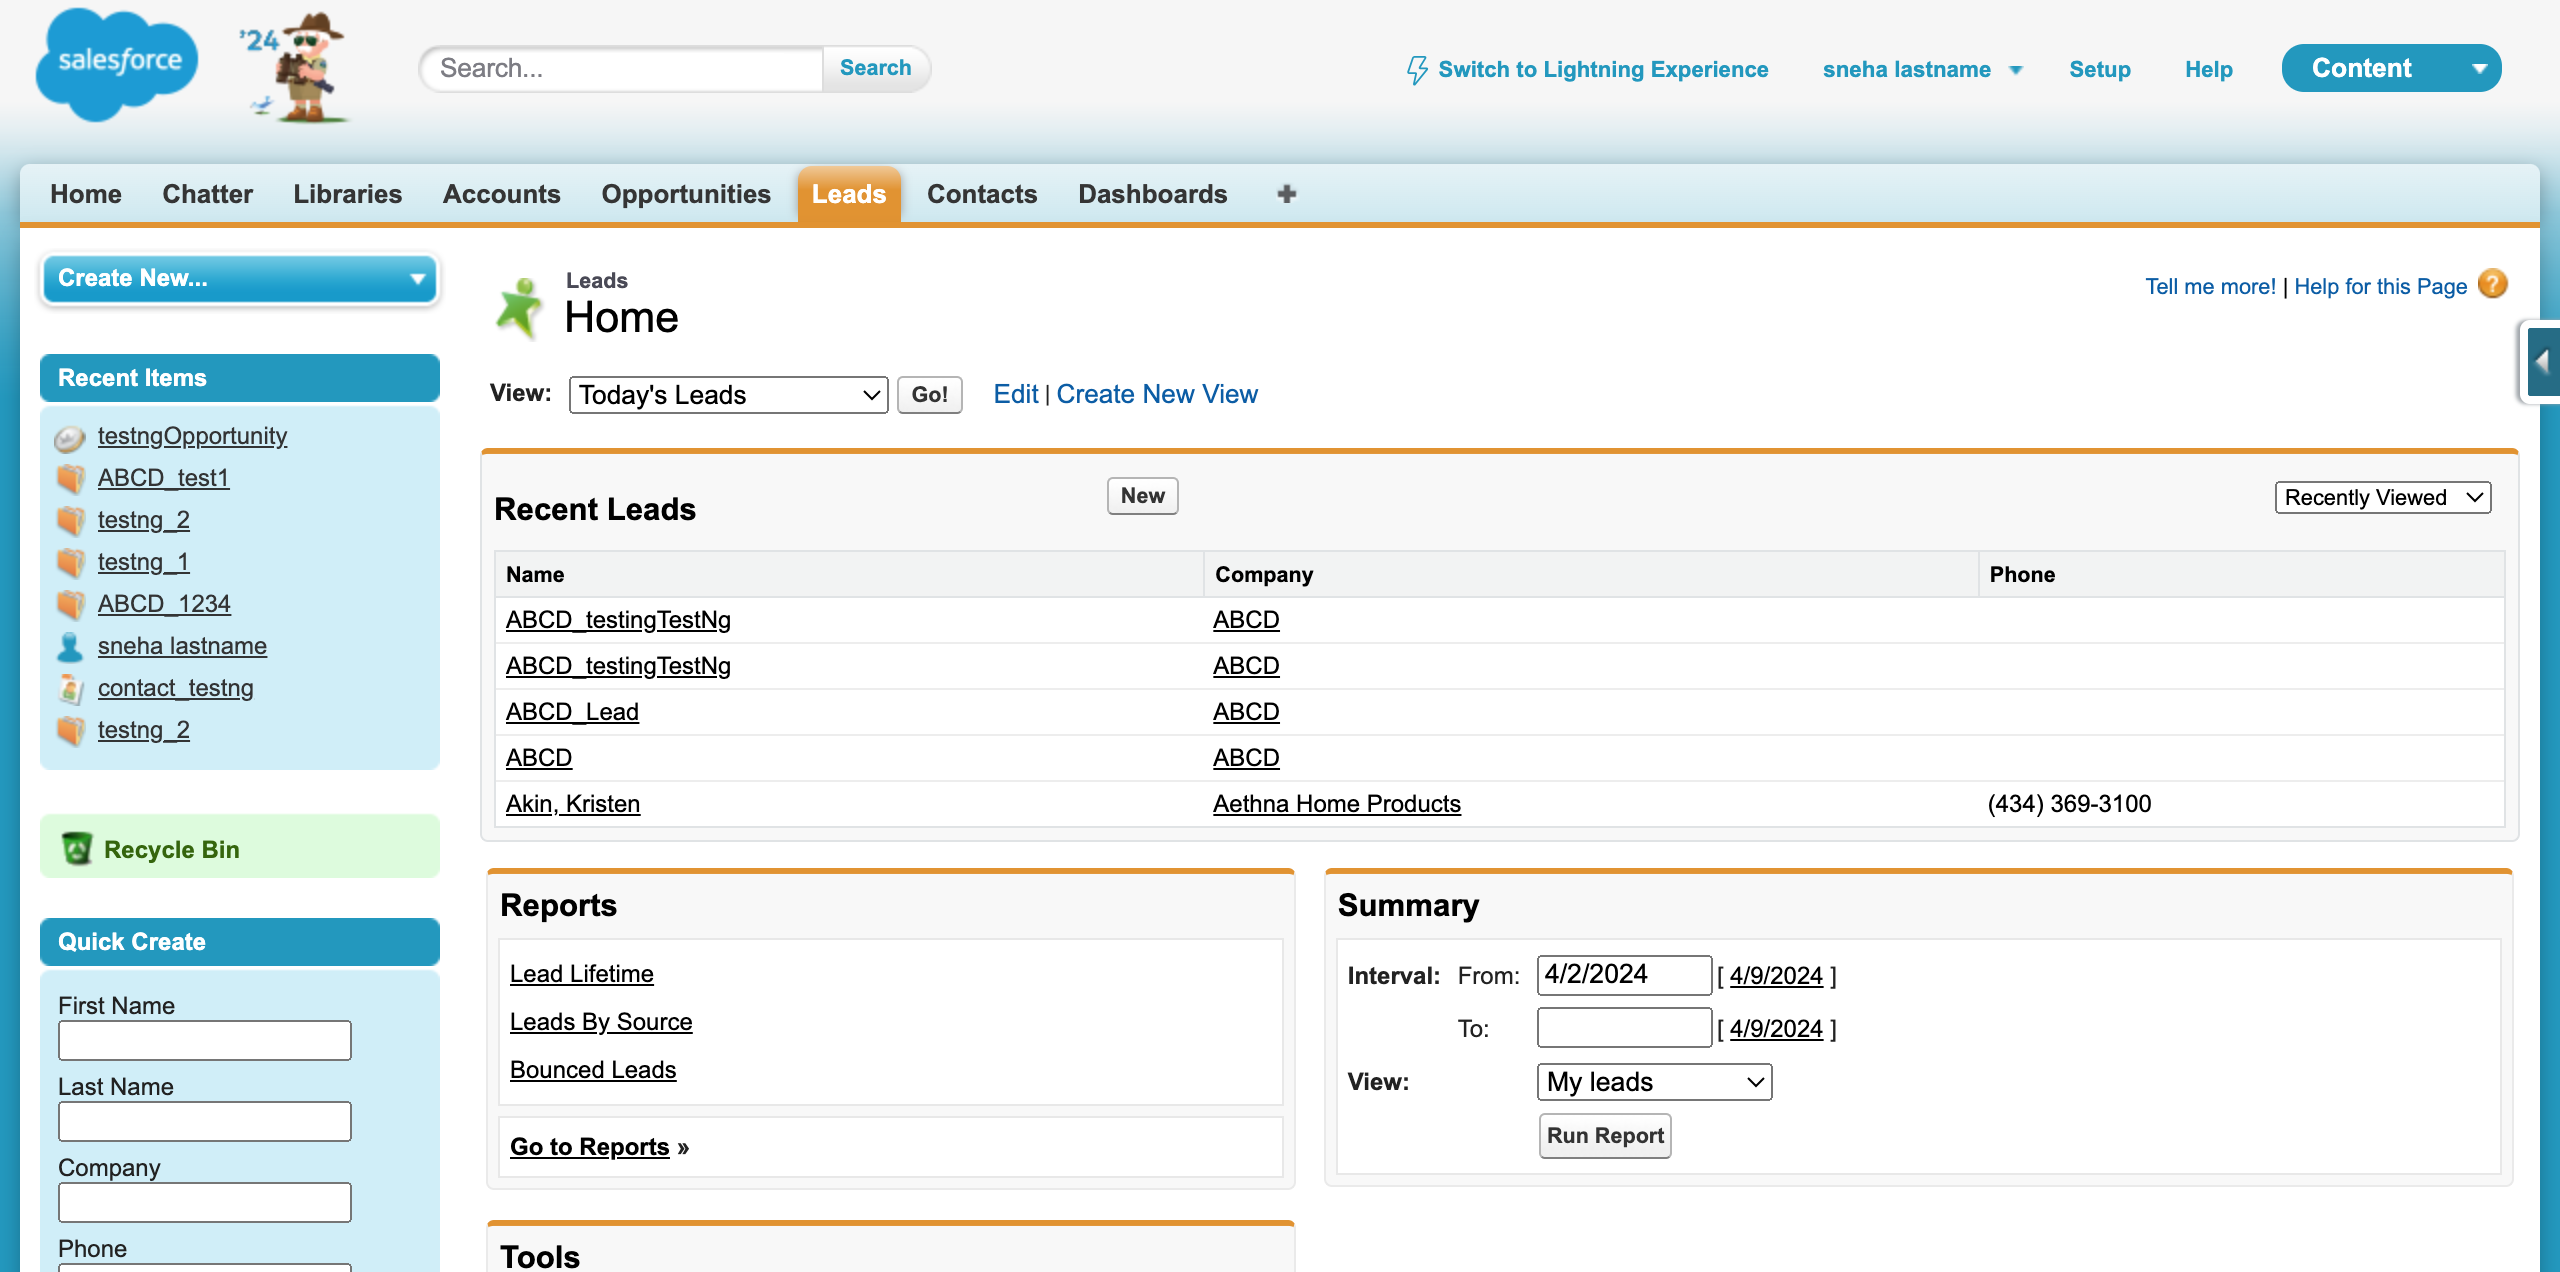 salesforce
'24
Search...
Search
Switch to Lightning Experience
sneha lastname
Setup
Help
Content
Home
Chatter
Libraries
Accounts
Opportunities
Leads
Contacts
Dashboards
+
Create New...
Recent Items
testngOpportunity
ABCD_test1
testng_2
testng_1
ABCD_1234
sneha lastname
contact_testng
testng_2
Recycle Bin
Quick Create
First Name
Last Name
Company
Phone
Leads
Home
Tell me more! | Help for this Page ?
View: Today's Leads Go! Edit | Create New View
Recent Leads New Recently Viewed
Name Company Phone
ABCD_testingTestNg ABCD
ABCD_testingTestNg ABCD
ABCD_Lead ABCD
ABCD ABCD
Akin, Kristen Aethna Home Products (434) 369-3100
Reports
Lead Lifetime
Leads By Source
Bounced Leads
Go to Reports »
Summary
Interval: From: 4/2/2024 [ 4/9/2024 ]
To: [ 4/9/2024 ]
View: My leads
Run Report
Tools